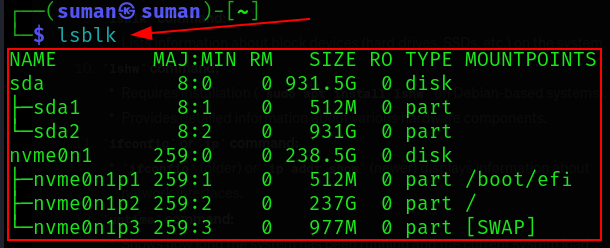 ┌──(suman㉿suman)-[~]
└─$ lsblk
NAME        MAJ:MIN RM   SIZE RO TYPE MOUNTPOINTS
sda           8:0    0 931.5G  0 disk
├─sda1        8:1    0   512M  0 part
└─sda2        8:2    0   931G  0 part
nvme0n1     259:0    0 238.5G  0 disk
├─nvme0n1p1 259:1    0   512M  0 part /boot/efi
├─nvme0n1p2 259:2    0   237G  0 part /
└─nvme0n1p3 259:3    0   977M  0 part [SWAP]